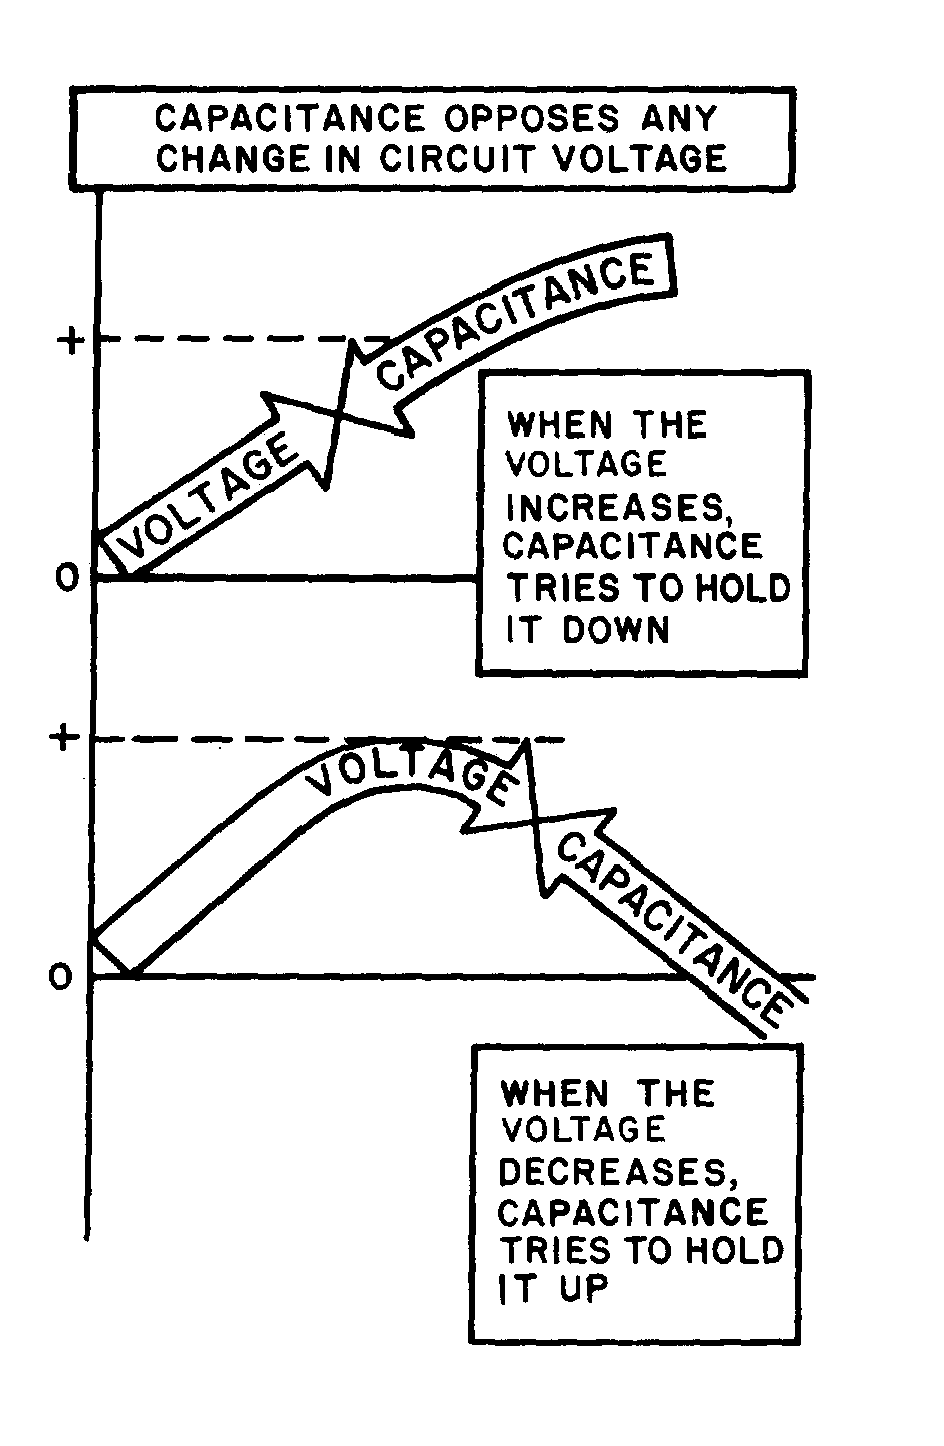 CAPACITANCE OPPOSES ANY
CHANGE IN CIRCUIT VOLTAGE
CAPACITANCE
+
VOLTAGE
WHEN THE
VOLTAGE
INCREASES,
CAPACITANCE
TRIES TO HOLD
IT DOWN
0
+
VOLTAGE
CAPACITANCE
0
WHEN THE
VOLTAGE
DECREASES,
CAPACITANCE
TRIES TO HOLD
IT UP